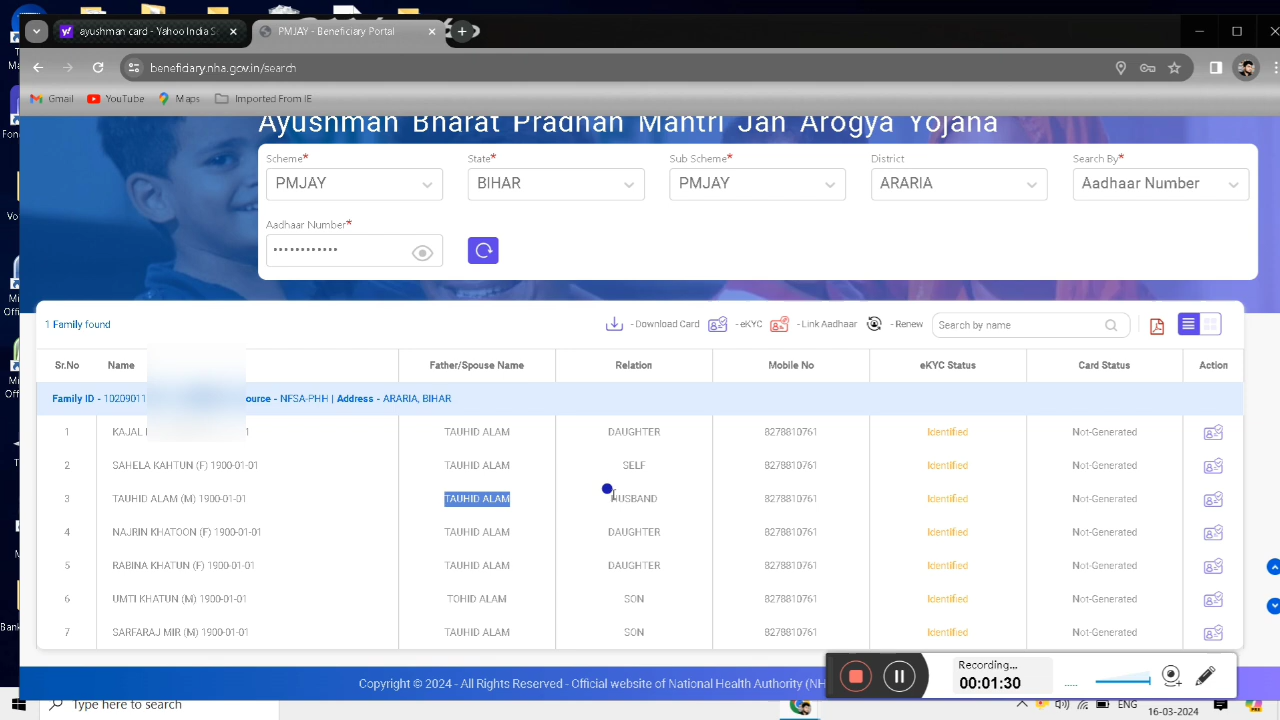 ayushman card - Yahoo India S
PMJAY - Beneficiary Portal
beneficiary.nha.gov.in/search
Gmail YouTube Maps Imported From IE
Ayushman Bharat Pradhan Mantri Jan Arogya Yojana
Scheme* State* Sub Scheme* District Search By*
PMJAY BIHAR PMJAY ARARIA Aadhaar Number
Aadhaar Number*
••••••••••••
1 Family found - Download Card -eKYC -Link Aadhaar - Renew Search by name
Sr.No Name Father/Spouse Name Relation Mobile No eKYC Status Card Status Action
Family ID - 10209011 - NFSA-PHH | Address - ARARIA, BIHAR
1 KAJAL TAUHID ALAM DAUGHTER 8278810761 Identified Not-Generated
2 SAHELA KAHTUN (F) 1900-01-01 TAUHID ALAM SELF 8278810761 Identified Not-Generated
3 TAUHID ALAM (M) 1900-01-01 TAUHID ALAM HUSBAND 8278810761 Identified Not-Generated
4 NAJRIN KHATOON (F) 1900-01-01 TAUHID ALAM DAUGHTER 8278810761 Identified Not-Generated
5 RABINA KHATUN (F) 1900-01-01 TAUHID ALAM DAUGHTER 8278810761 Identified Not-Generated
6 UMTI KHATUN (M) 1900-01-01 TOHID ALAM SON 8278810761 Identified Not-Generated
7 SARFARAJ MIR (M) 1900-01-01 TAUHID ALAM SON 8278810761 Identified Not-Generated
Copyright © 2024 - All Rights Reserved - Official website of National Health Authority (NH
Recording...
00:01:30
Type here to search
ENG 16-03-2024